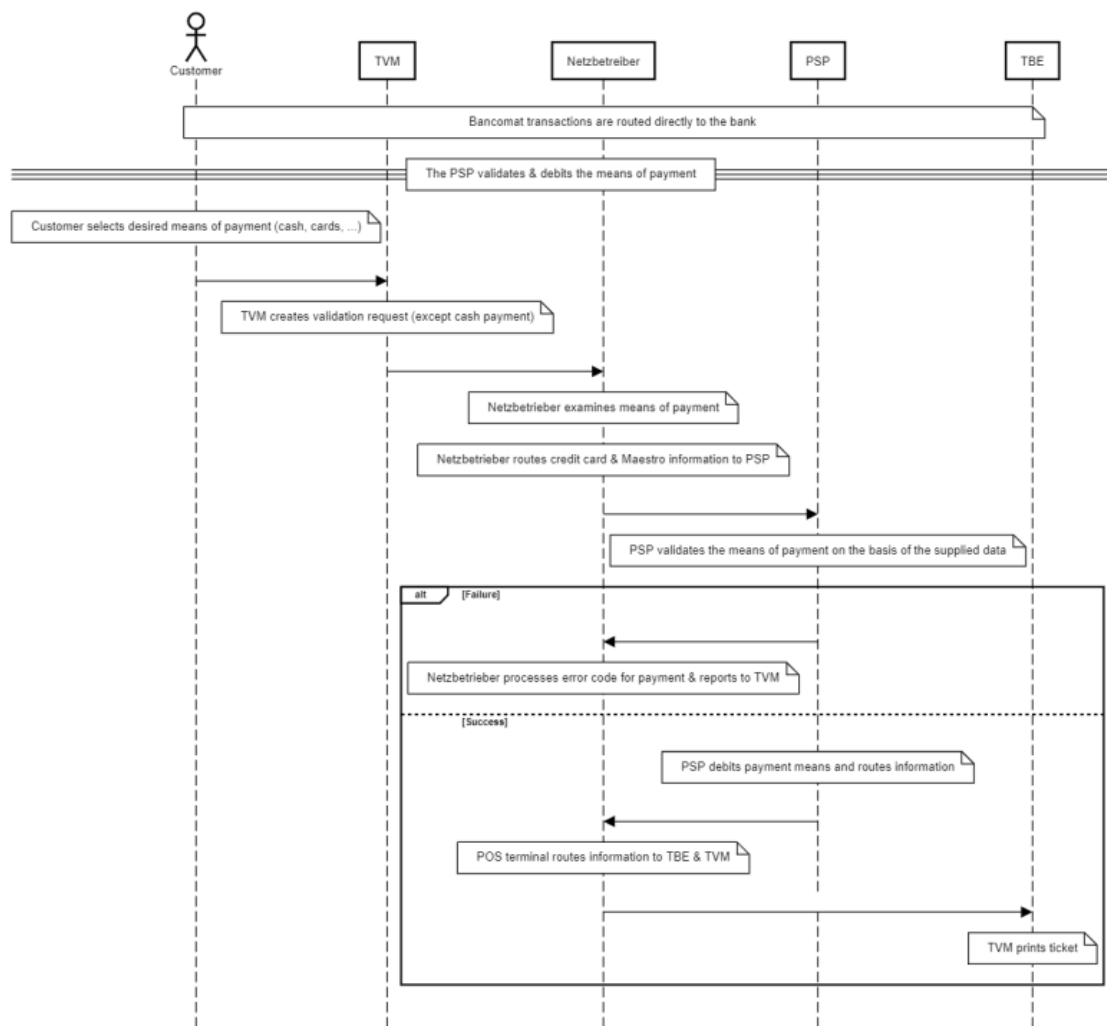 Customer
TVM
Netzbetreiber
PSP
TBE
Bancomat transactions are routed directly to the bank
The PSP validates & debits the means of payment
Customer selects desired means of payment (cash, cards, ...)
TVM creates validation request (except cash payment)
Netzbetrieber examines means of payment
Netzbetrieber routes credit card & Maestro information to PSP
PSP validates the means of payment on the basis of the supplied data
alt [Failure]
Netzbetrieber processes error code for payment & reports to TVM
[Success]
PSP debits payment means and routes information
POS terminal routes information to TBE & TVM
TVM prints ticket